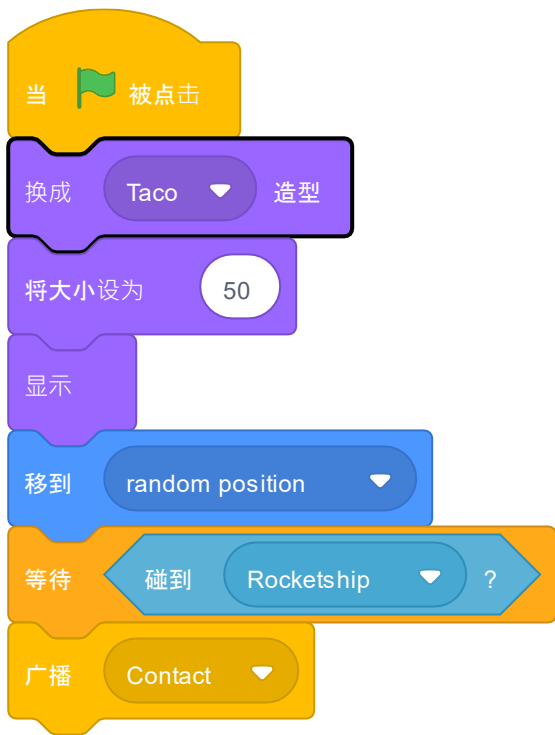 当 被点击
换成 Taco 造型
将大小设为 50
显示
移到 random position
等待 碰到 Rocketship ?
广播 Contact